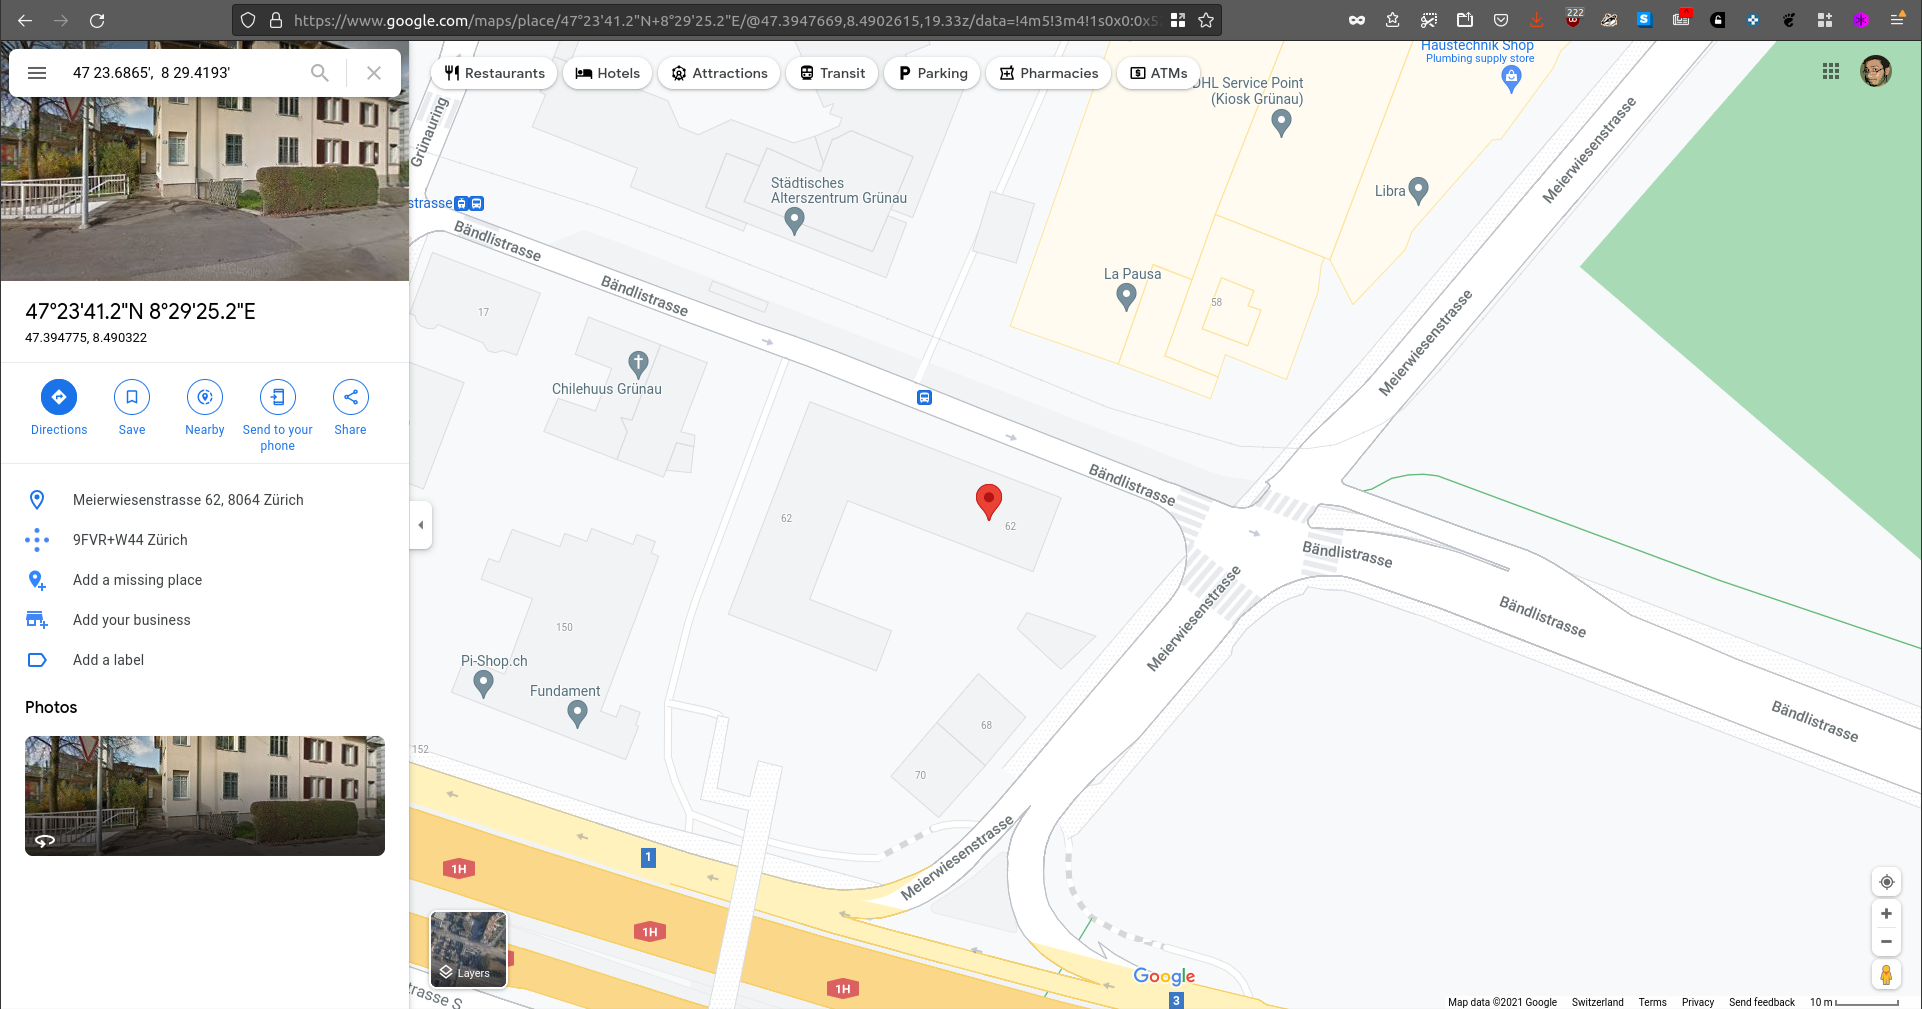 https://www.google.com/maps/place/47°23'41.2"N+8°29'25.2"E/@47.3947669,8.4902615,19.33z/data=!4m5!3m4!1s0x0:0x5
222
47 23.6865',  8 29.4193'
Restaurants
Hotels
Attractions
Transit
Parking
Pharmacies
ATMs
Haustechnik Shop
Plumbing supply store
DHL Service Point
(Kiosk Grünau)
Grünauring
Meierwiesenstrasse
Städtisches
Alterszentrum Grünau
Libra
strasse
Bändlistrasse
Bändlistrasse
La Pausa
58
17
Meierwiesenstrasse
Chilehuus Grünau
47°23'41.2"N 8°29'25.2"E
47.394775, 8.490322
Directions
Save
Nearby
Send to your
phone
Share
Meierwiesenstrasse 62, 8064 Zürich
9FVR+W44 Zürich
Add a missing place
Add your business
Add a label
Photos
Bändlistrasse
62
62
Bändlistrasse
Meierwiesenstrasse
Bändlistrasse
150
Pi-Shop.ch
Fundament
68
Bändlistrasse
152
70
Meierwiesenstrasse
1
1H
1H
1H
Layers
trasse S
Google
3
Map data ©2021 Google
Switzerland
Terms
Privacy
Send feedback
10 m